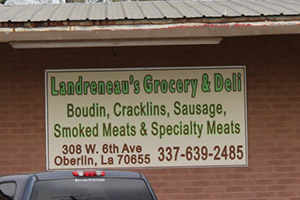 Landreneau's Grocery & Deli
Boudin, Cracklins, Sausage,
Smoked Meats & Specialty Meats
308 W. 6th Ave
Oberlin, La 70655
337-639-2485